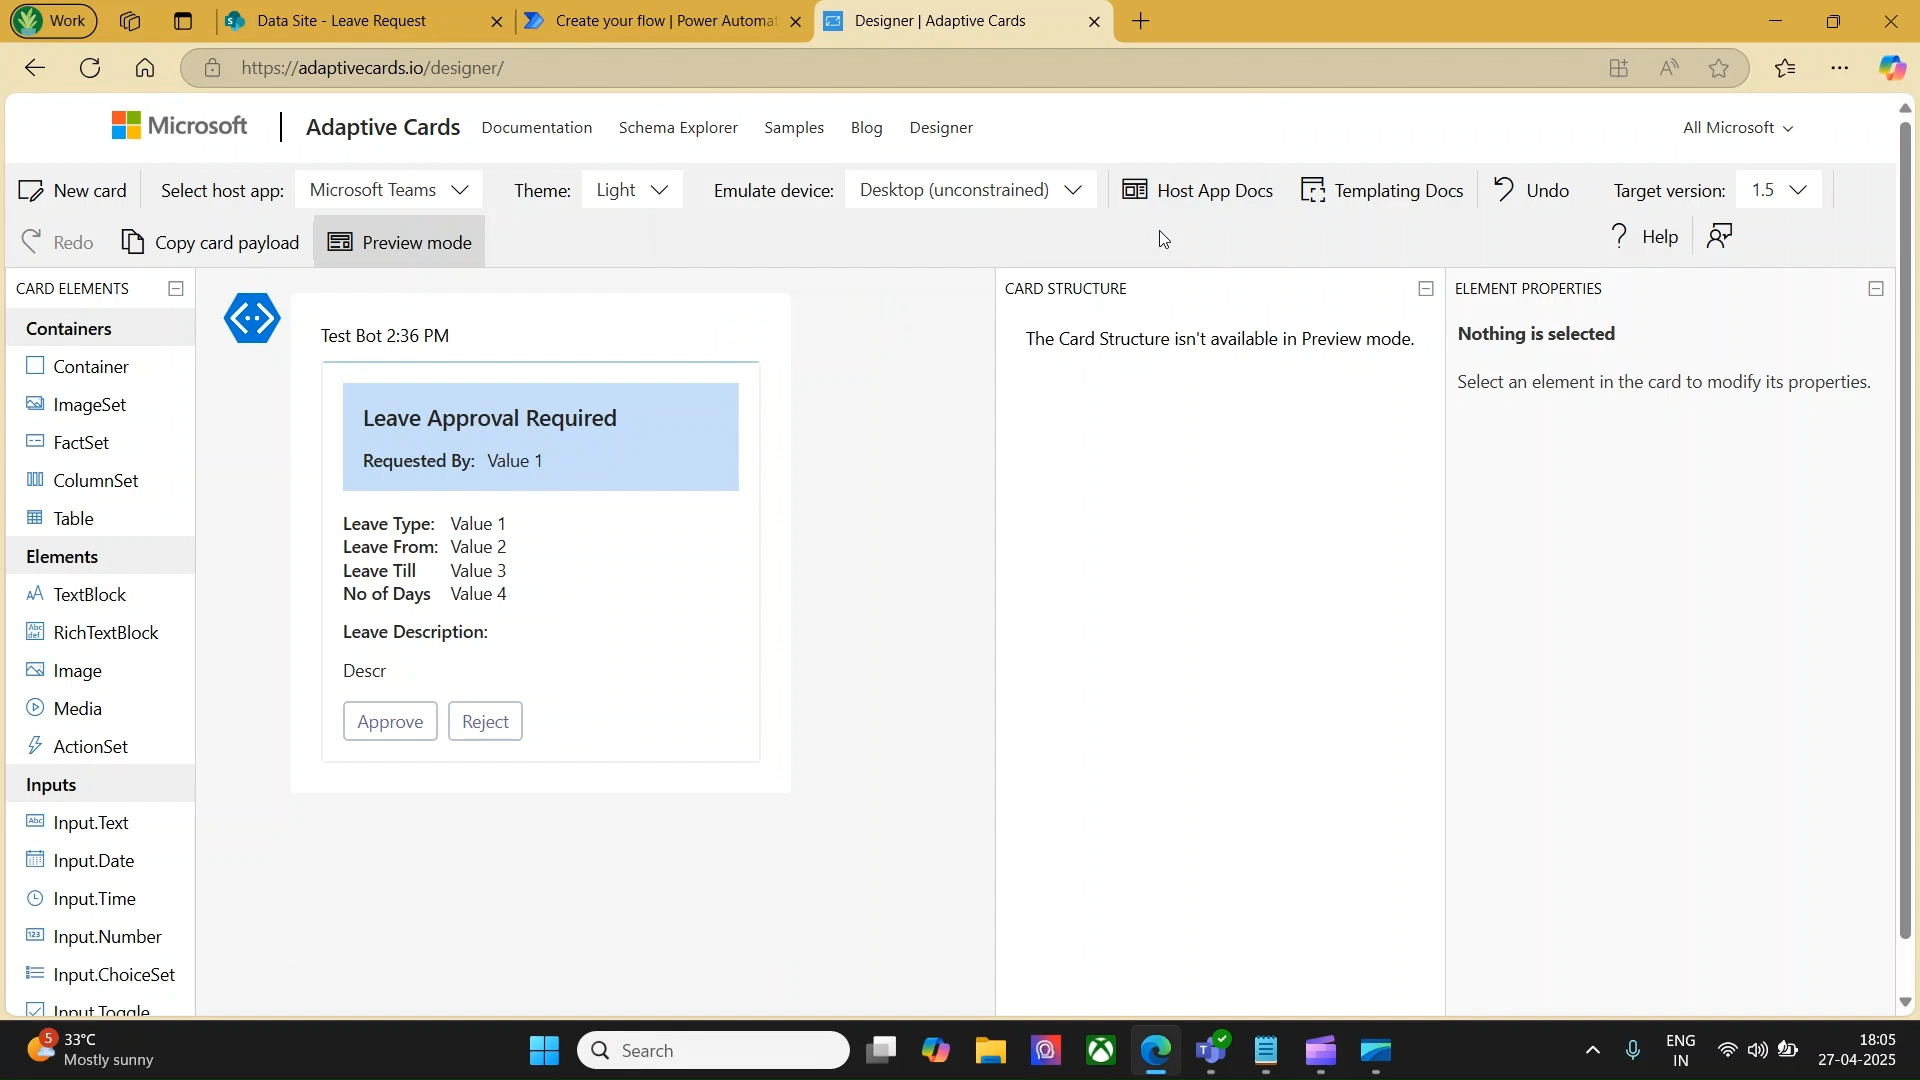 Work
Data Site - Leave Request
Create your flow | Power Automat
Designer | Adaptive Cards
https://adaptivecards.io/designer/
Microsoft
Adaptive Cards
Documentation
Schema Explorer
Samples
Blog
Designer
All Microsoft
New card
Select host app:
Microsoft Teams
Theme:
Light
Emulate device:
Desktop (unconstrained)
Host App Docs
Templating Docs
Undo
Target version:
1.5
Redo
Copy card payload
Preview mode
Help
CARD ELEMENTS
Containers
Container
ImageSet
FactSet
ColumnSet
Table
Elements
TextBlock
RichTextBlock
Image
Media
ActionSet
Inputs
Input.Text
Input.Date
Input.Time
Input.Number
Input.ChoiceSet
Input.Toggle
Test Bot 2:36 PM
Leave Approval Required
Requested By: Value 1
Leave Type: Value 1
Leave From: Value 2
Leave Till Value 3
No of Days Value 4
Leave Description:
Descr
Approve
Reject
CARD STRUCTURE
The Card Structure isn't available in Preview mode.
ELEMENT PROPERTIES
Nothing is selected
Select an element in the card to modify its properties.
5
33°C
Mostly sunny
Search
ENG
IN
18:05
27-04-2025